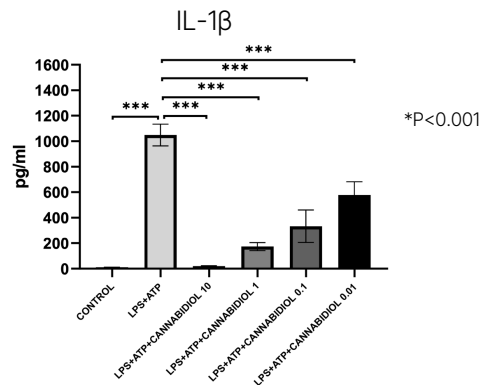 IL-1β
***
***
***
*** ***
1600
1400
1200
1000
800
600
400
200
0
pg/ml
*P<0.001
CONTROL
LPS+ATP
LPS+ATP+CANNABIDIOL 10
LPS+ATP+CANNABIDIOL 1
LPS+ATP+CANNABIDIOL 0.1
LPS+ATP+CANNABIDIOL 0.01